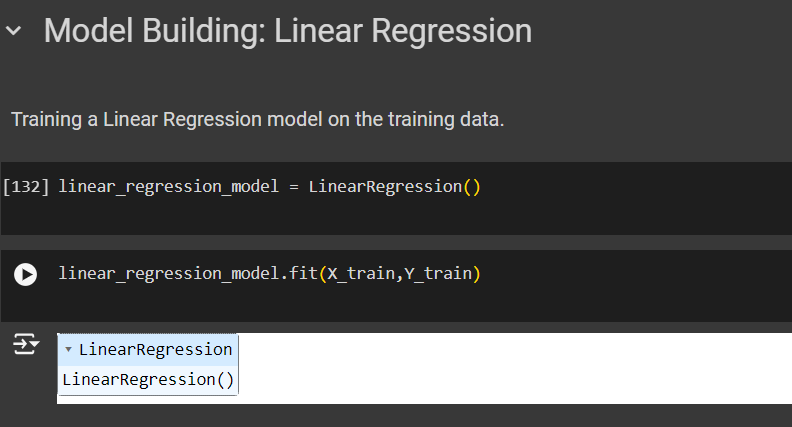 Model Building: Linear Regression
Training a Linear Regression model on the training data.
[132] linear_regression_model = LinearRegression()
linear_regression_model.fit(X_train,Y_train)
LinearRegression
LinearRegression()